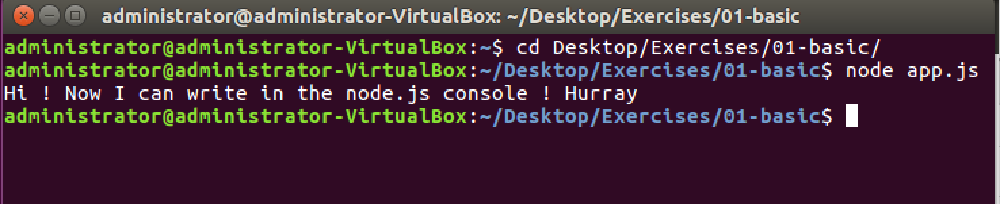 administrator@administrator-VirtualBox: ~/Desktop/Exercises/01-basic
administrator@administrator-VirtualBox:~$ cd Desktop/Exercises/01-basic/
administrator@administrator-VirtualBox:~/Desktop/Exercises/01-basic$ node app.js
Hi ! Now I can write in the node.js console ! Hurray
administrator@administrator-VirtualBox:~/Desktop/Exercises/01-basic$